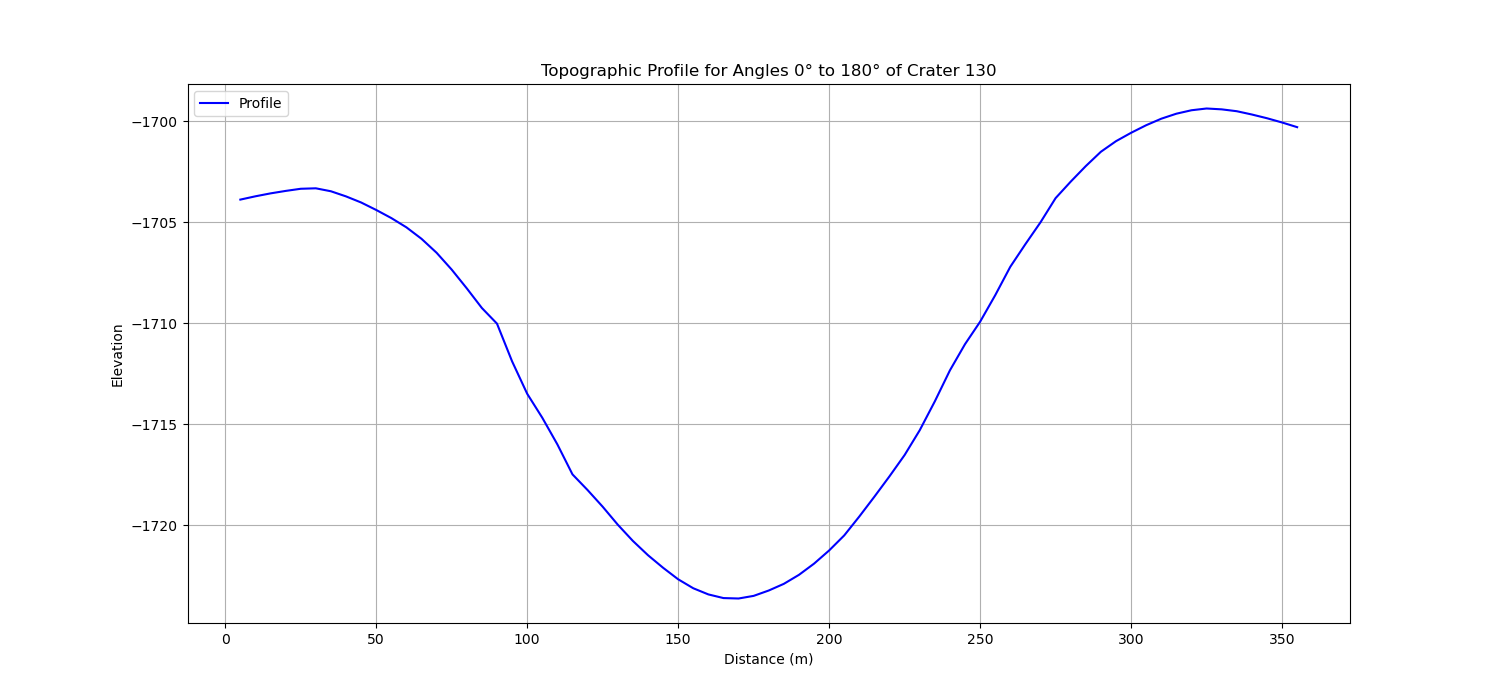 Topographic Profile for Angles 0° to 180° of Crater 130
Profile
−1700
−1705
−1710
−1715
−1720
Elevation
0 50 100 150 200 250 300 350
Distance (m)